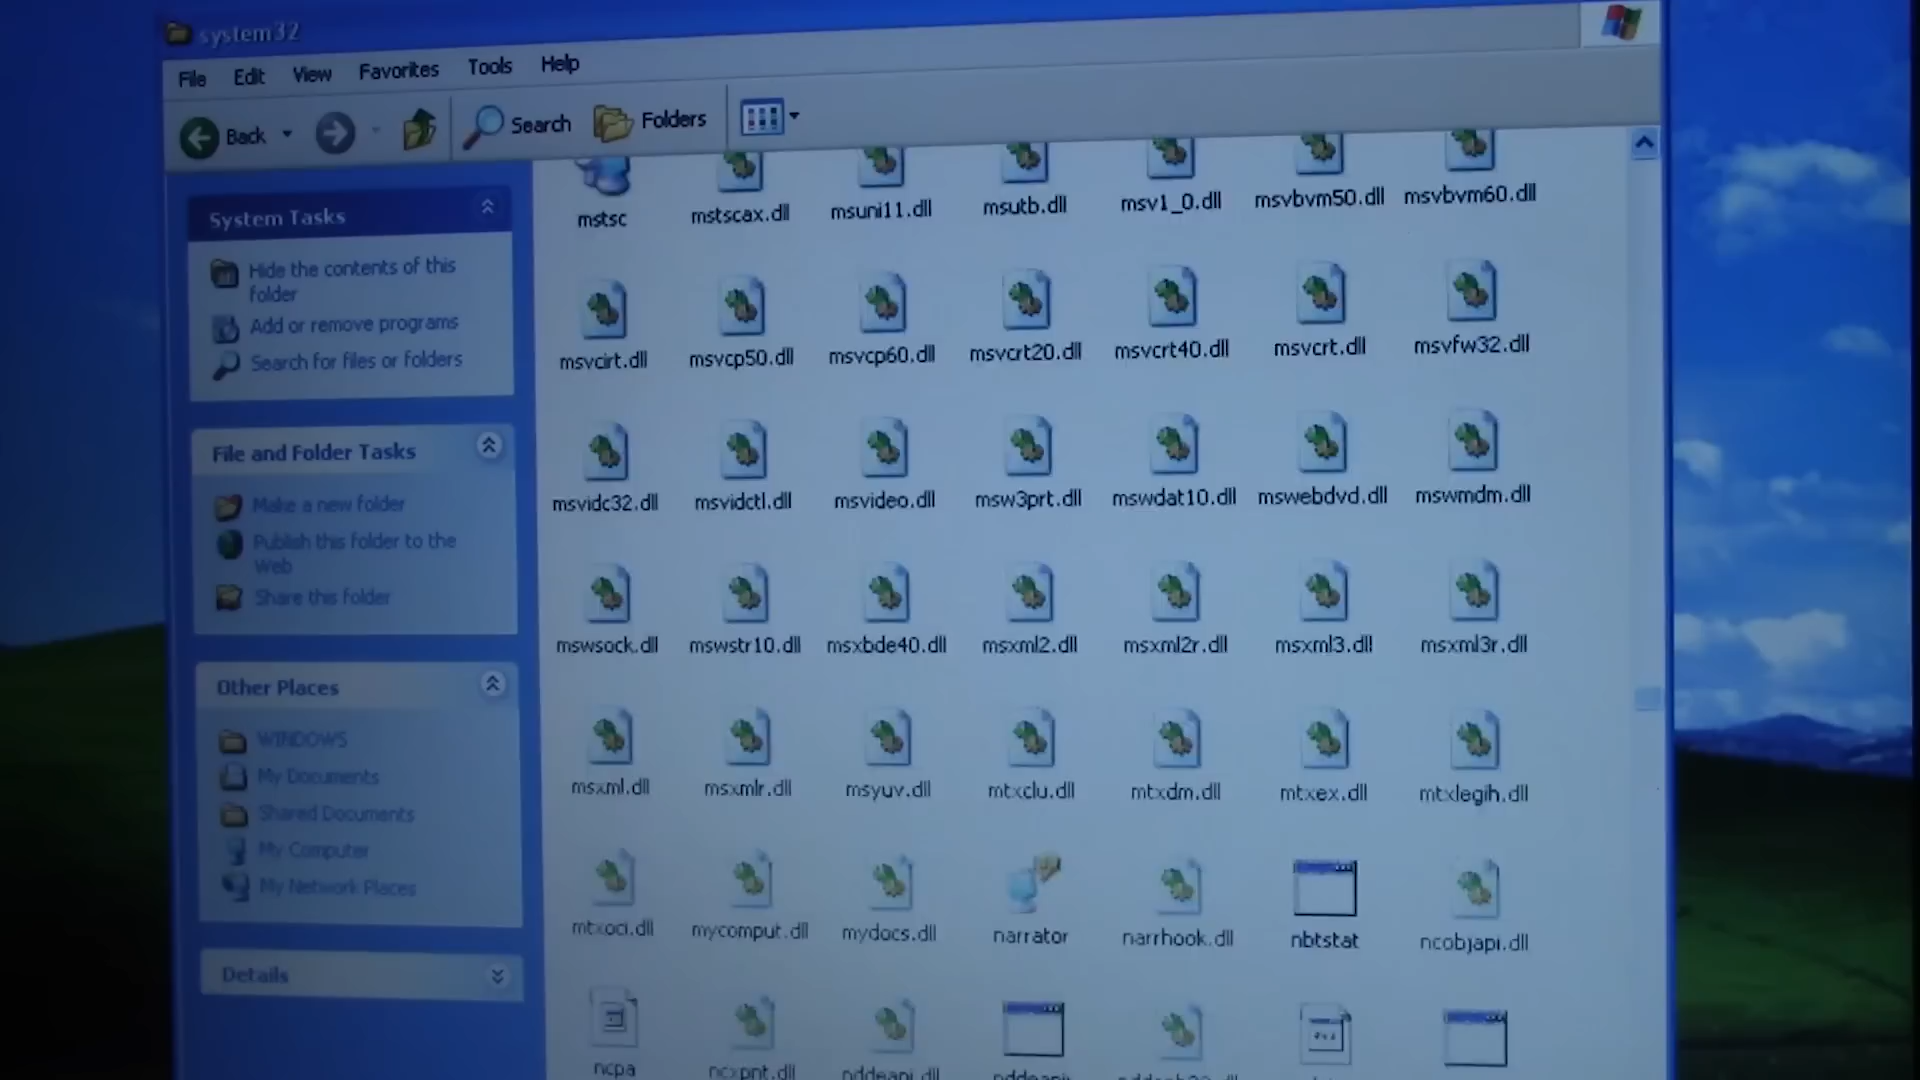 system32
File Edit View Favorites Tools Help
Back Search Folders
System Tasks
Hide the contents of this
folder
Add or remove programs
Search for files or folders
File and Folder Tasks
Make a new folder
Publish this folder to the
Web
Share this folder
Other Places
WINDOWS
My Documents
Shared Documents
My Computer
My Network Places
Details
mstsc mstscax.dll msuni11.dll msutb.dll msv1_0.dll msvbvm50.dll msvbvm60.dll
msvcirt.dll msvcp50.dll msvcp60.dll msvcrt20.dll msvcrt40.dll msvcrt.dll msvfw32.dll
msvidc32.dll msvidctl.dll msvideo.dll msw3prt.dll mswdat10.dll mswebdvd.dll mswmdm.dll
mswsock.dll mswstr10.dll msxbde40.dll msxml2.dll msxml2r.dll msxml3.dll msxml3r.dll
msxml.dll msxmlr.dll msyuv.dll mtxclu.dll mtxdm.dll mtxex.dll mtxlegih.dll
mtxoci.dll mycomput.dll mydocs.dll narrator narrhook.dll nbtstat ncobjapi.dll
ncpa ncxpnt.dll nddeapi.dll nddeapir